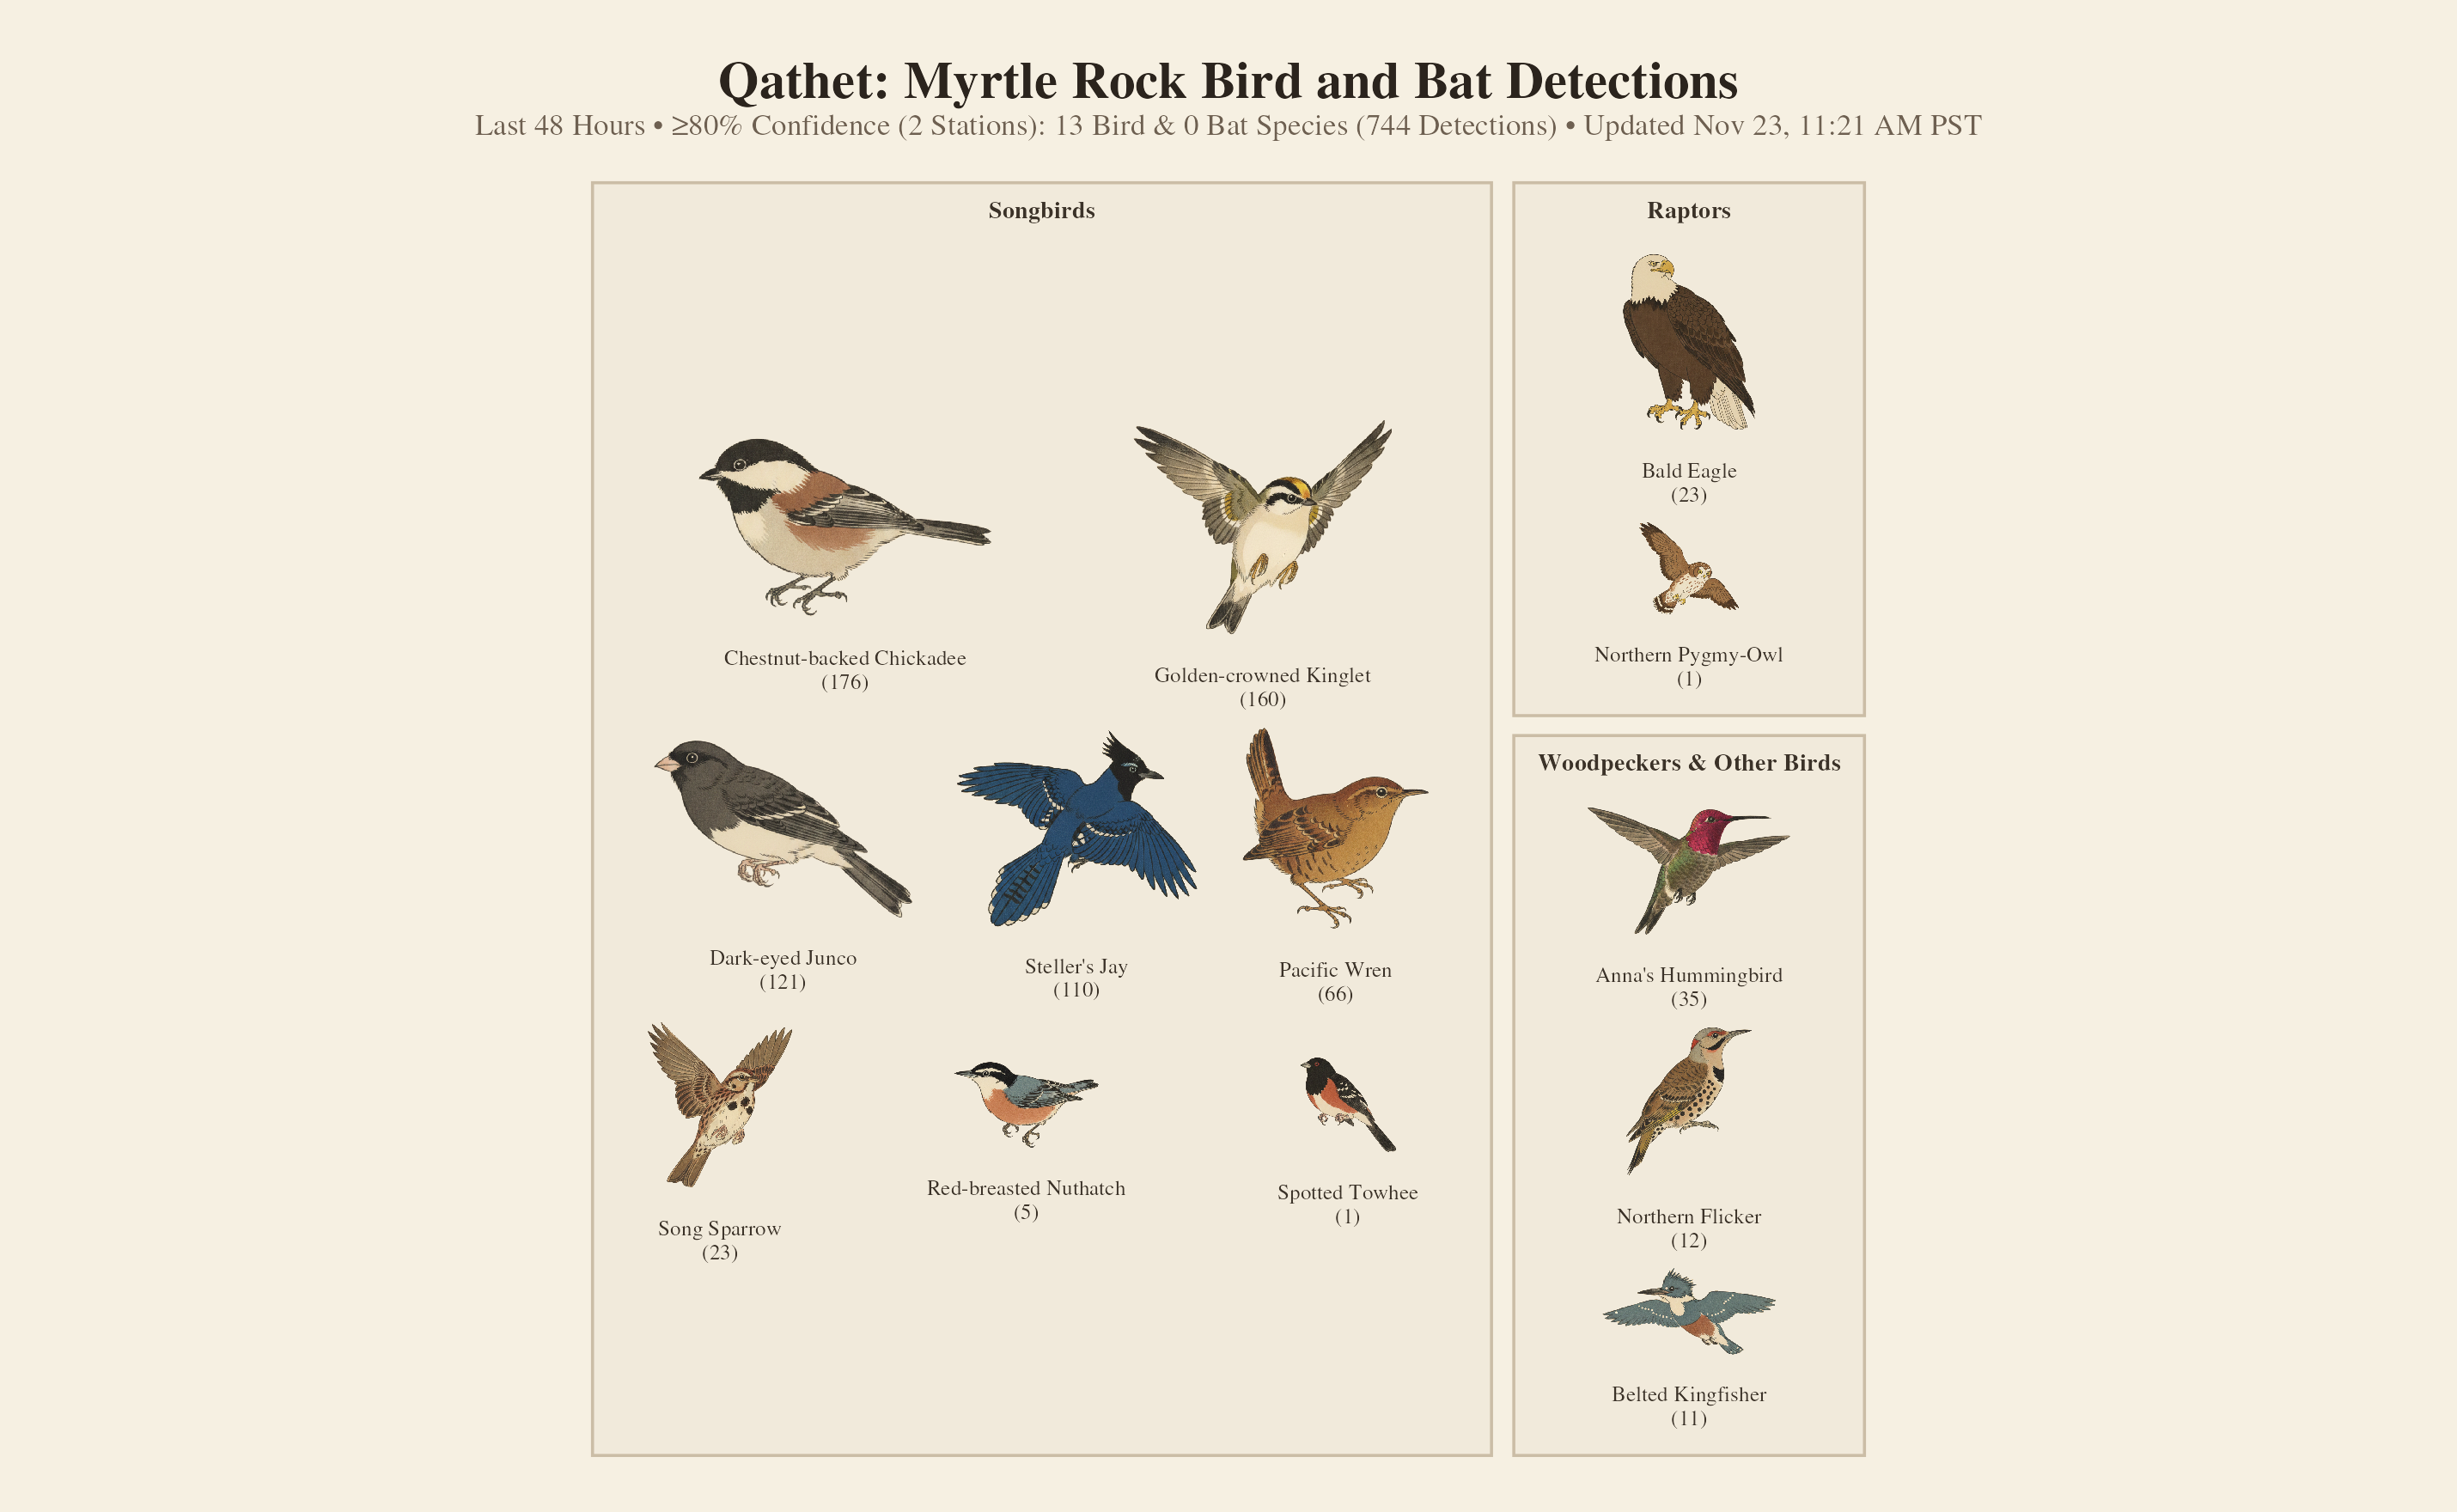 Qathet: Myrtle Rock Bird and Bat Detections
Last 48 Hours • ≥80% Confidence (2 Stations): 13 Bird & 0 Bat Species (744 Detections) • Updated Nov 23, 11:21 AM PST
Songbirds
Chestnut-backed Chickadee
(176)
Golden-crowned Kinglet
(160)
Dark-eyed Junco
(121)
Steller's Jay
(110)
Pacific Wren
(66)
Song Sparrow
(23)
Red-breasted Nuthatch
(5)
Spotted Towhee
(1)
Raptors
Bald Eagle
(23)
Northern Pygmy-Owl
(1)
Woodpeckers & Other Birds
Anna's Hummingbird
(35)
Northern Flicker
(12)
Belted Kingfisher
(11)